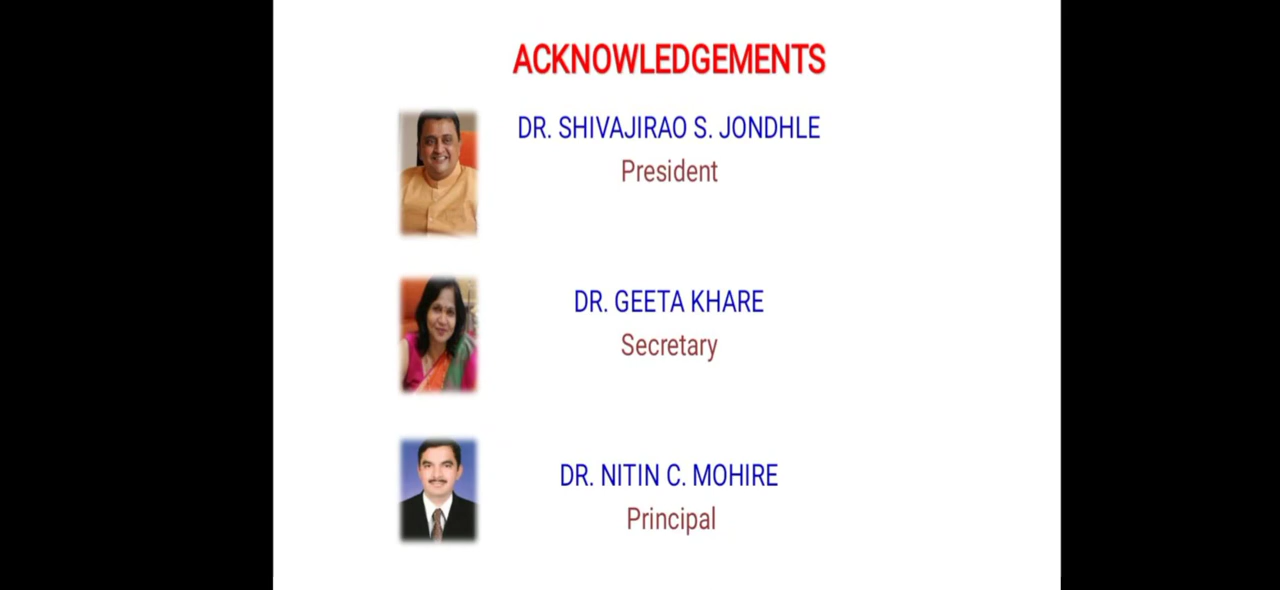 ACKNOWLEDGEMENTS
DR. SHIVAJIRAO S. JONDHLE
President
DR. GEETA KHARE
Secretary
DR. NITIN C. MOHIRE
Principal